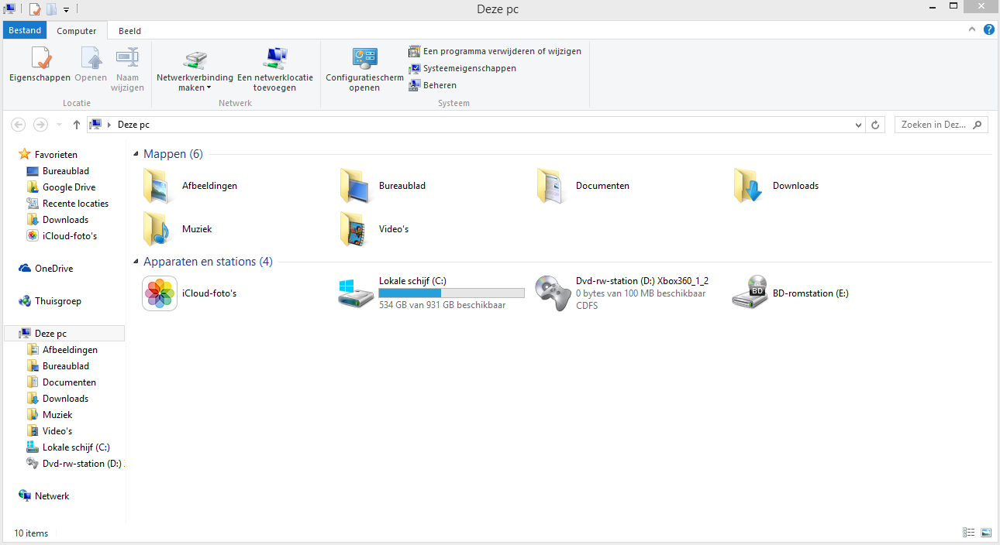 Deze pc
Bestand
Computer
Beeld
Eigenschappen
Openen
Naam
wijzigen
Locatie
Netwerkverbinding
maken
Een netwerklocatie
toevoegen
Netwerk
Configuratiescherm
openen
Een programma verwijderen of wijzigen
Systeemeigenschappen
Beheren
Systeem
Deze pc
Zoeken in Dez...
Favorieten
Bureaublad
Google Drive
Recente locaties
Downloads
iCloud-foto's
OneDrive
Thuisgroep
Deze pc
Afbeeldingen
Bureaublad
Documenten
Downloads
Muziek
Video's
Lokale schijf (C:)
Dvd-rw-station (D:)
Netwerk
Mappen (6)
Afbeeldingen
Bureaublad
Documenten
Downloads
Muziek
Video's
Apparaten en stations (4)
iCloud-foto's
Lokale schijf (C:)
534 GB van 931 GB beschikbaar
Dvd-rw-station (D:) Xbox360_1_2
0 bytes van 100 MB beschikbaar
CDFS
BD
BD-romstation (E:)
10 items